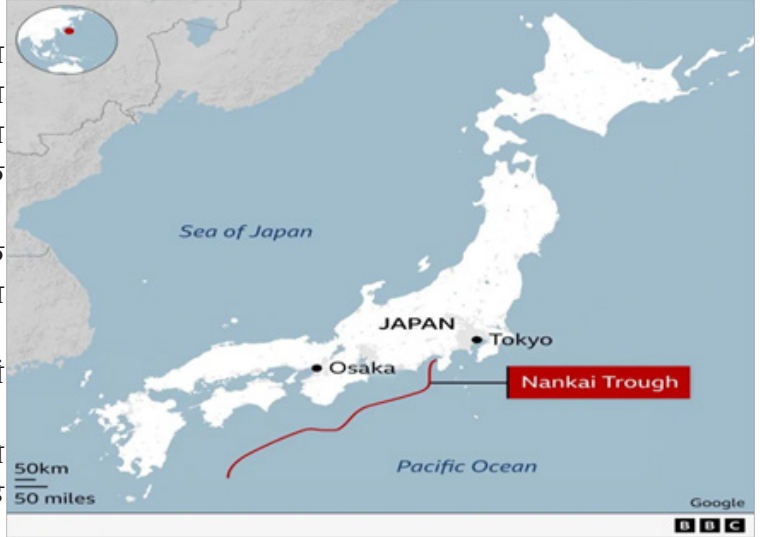 Sea of Japan
JAPAN
Tokyo
Osaka
Nankai Trough
Pacific Ocean
50km
50 miles
Google
BBC